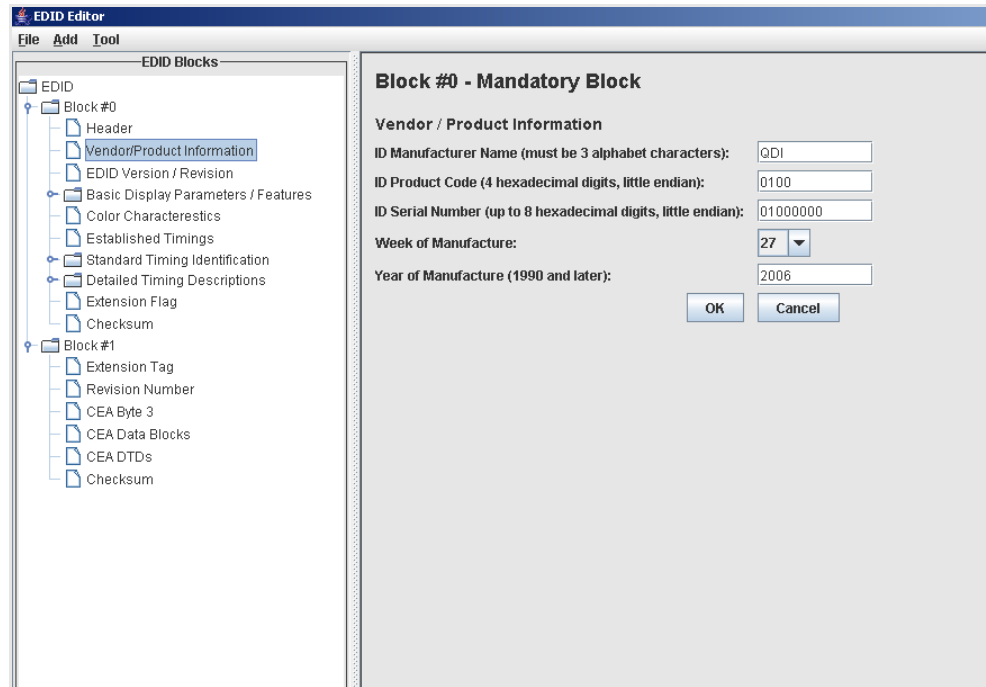 EDID Editor
File Add Tool
EDID Blocks
EDID
Block #0
Header
Vendor/Product Information
EDID Version / Revision
Basic Display Parameters / Features
Color Characterestics
Established Timings
Standard Timing Identification
Detailed Timing Descriptions
Extension Flag
Checksum
Block #1
Extension Tag
Revision Number
CEA Byte 3
CEA Data Blocks
CEA DTDs
Checksum
Block #0 - Mandatory Block
Vendor / Product Information
ID Manufacturer Name (must be 3 alphabet characters): QDI
ID Product Code (4 hexadecimal digits, little endian): 0100
ID Serial Number (up to 8 hexadecimal digits, little endian): 01000000
Week of Manufacture: 27
Year of Manufacture (1990 and later): 2006
OK Cancel